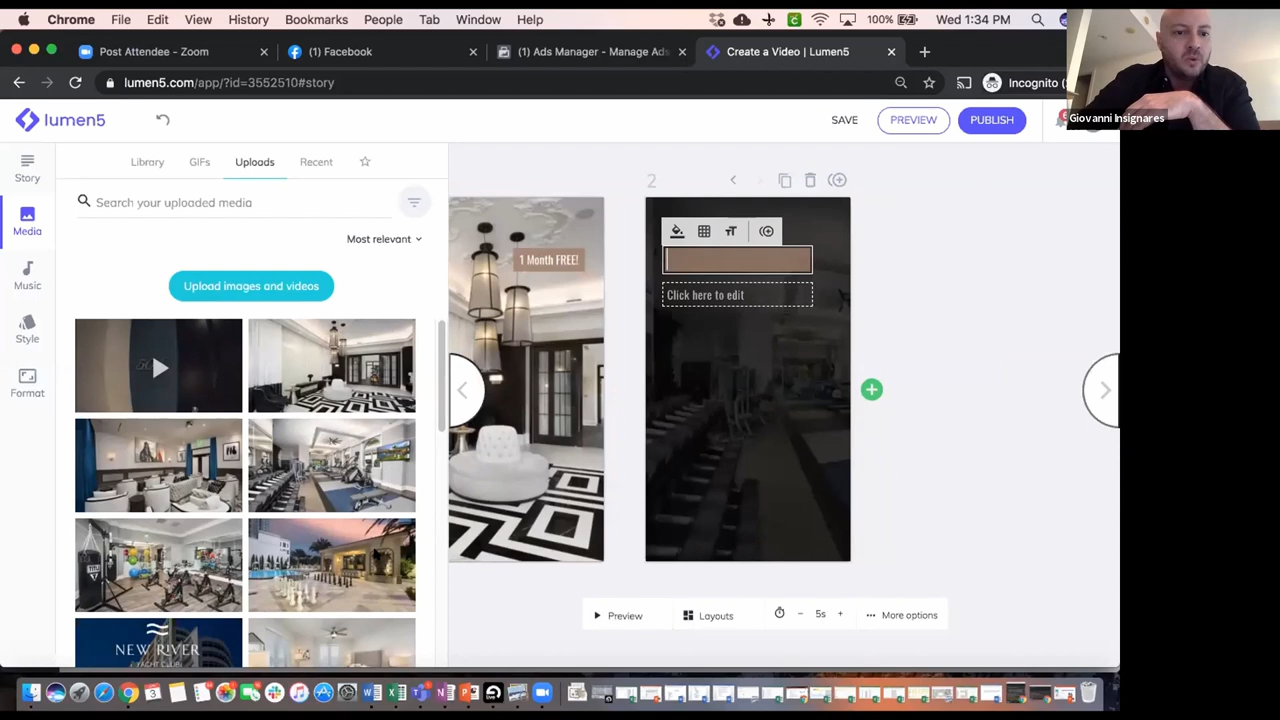 Chrome File Edit View History Bookmarks People Tab Window Help
100% Wed 1:34 PM
Post Attendee - Zoom
(1) Facebook
(1) Ads Manager - Manage Ads
Create a Video | Lumen5
lumen5.com/app/?id=3552510#story
Incognito
Giovanni Insignares
lumen5
SAVE
PREVIEW
PUBLISH
Story
Media
Music
Style
Format
Library
GIFs
Uploads
Recent
Search your uploaded media
Most relevant
Upload images and videos
NEW RIVER
YACHT CLUB
1 Month FREE!
2
Click here to edit
Preview
Layouts
- 5s +
More options